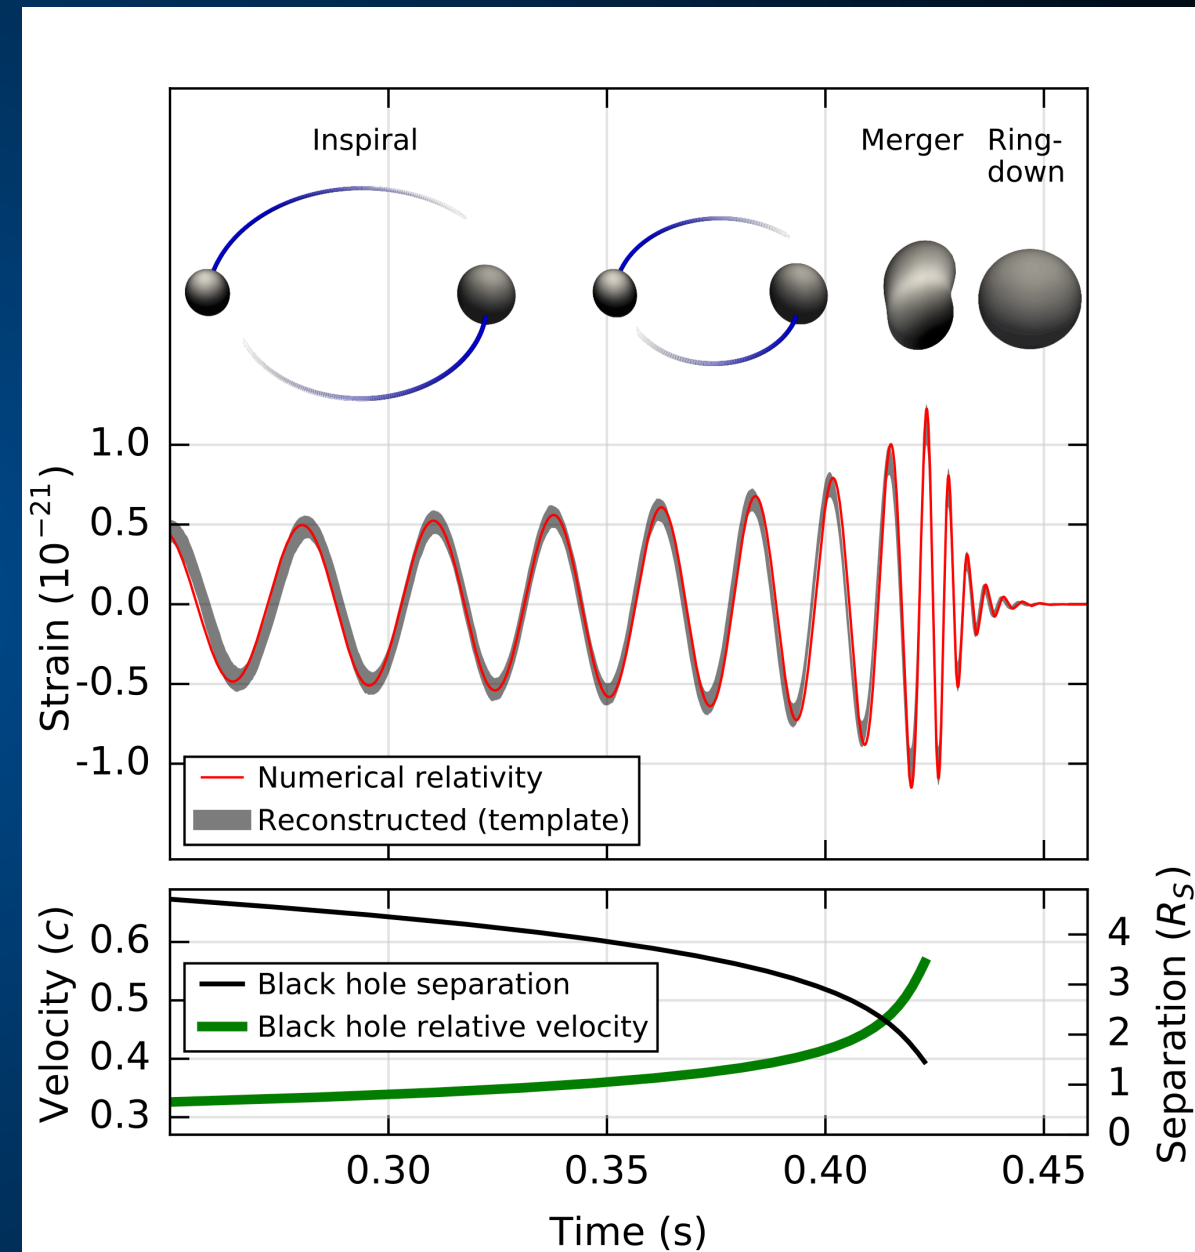 Inspiral
Merger
Ring-
down
Strain (10⁻²¹)
1.0
0.5
0.0
-0.5
-1.0
Numerical relativity
Reconstructed (template)
Velocity (c)
0.6
0.5
0.4
0.3
Black hole separation
Black hole relative velocity
Separation (R_S)
4
3
2
1
0
0.30 0.35 0.40 0.45
Time (s)